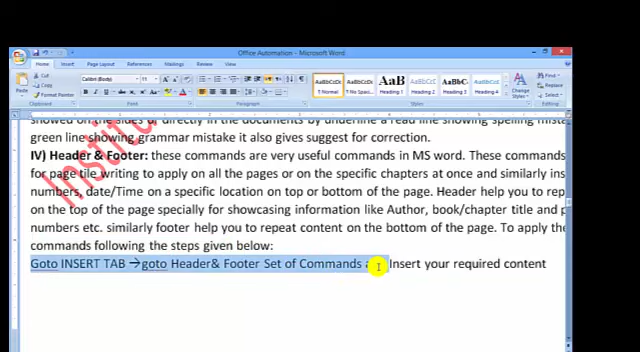 Office Automation - Microsoft Word
Home Insert Page Layout References Mailings Review View
Cut
Copy
Format Painter
Paste
Clipboard
Calibri (Body) 11
Font
Paragraph
AaBbCcDc AaBbCcDc AaBbC AaBbCc AaBbC AaBbCcD
¶ Normal Heading 1 Heading 2 Heading 3 Heading 4
Change
Styles
Find
Replace
Select
Styles Editing
green line showing grammar mistake it also gives suggest for correction.
IV) Header & Footer: these commands are very useful commands in MS word. These commands
for page tile writing to apply on all the pages or on the specific chapters at once and similarly ins
numbers, date/Time on a specific location on top or bottom of the page. Header help you to rep
on the top of the page specially for showcasing information like Author, book/chapter title and p
numbers etc. similarly footer help you to repeat content on the bottom of the page. To apply the
commands following the steps given below:
Goto INSERT TAB →goto Header& Footer Set of Commands Insert your required content